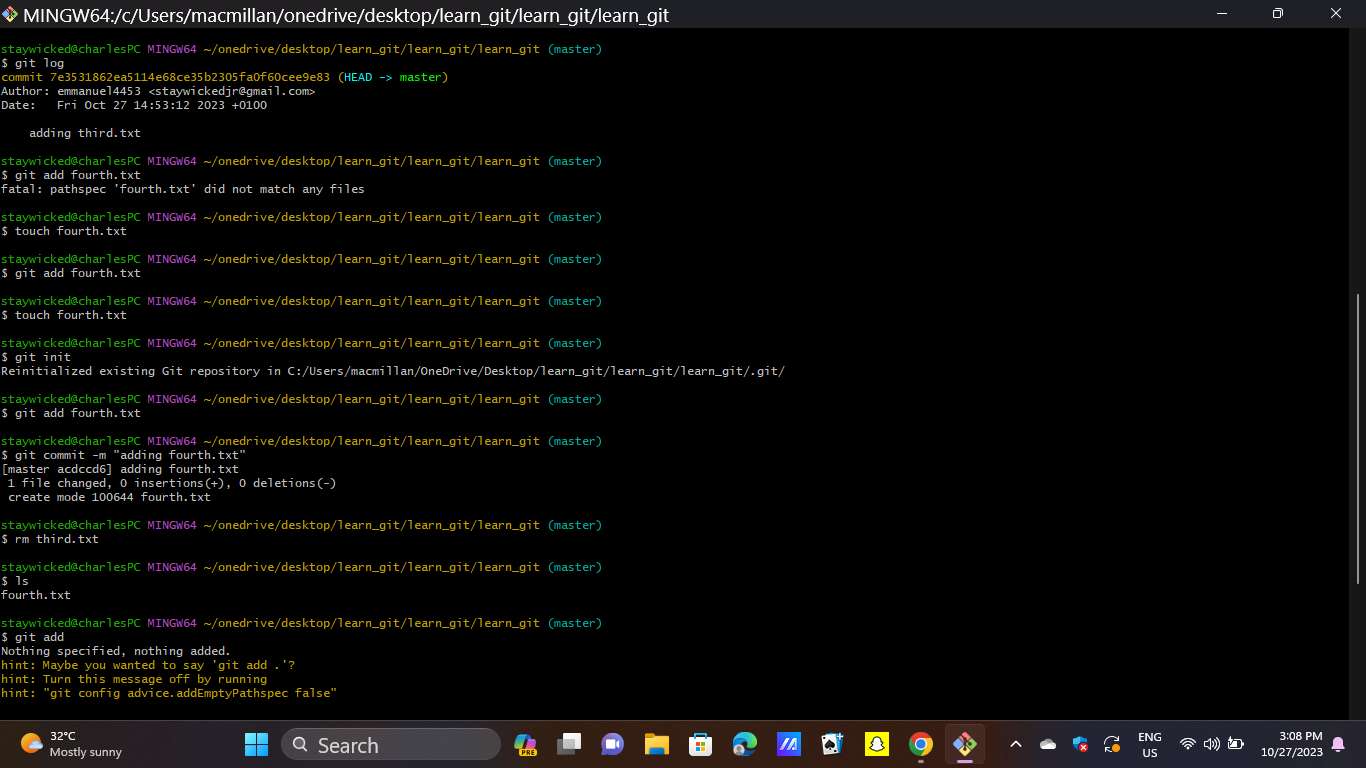 MINGW64:/c/Users/macmillan/onedrive/desktop/learn_git/learn_git/learn_git
staywicked@charlesPC MINGW64 ~/onedrive/desktop/learn_git/learn_git/learn_git (master)
$ git log
commit 7e3531862ea5114e68ce35b2305fa0f60cee9e83 (HEAD -> master)
Author: emmanuel4453 <staywickedjr@gmail.com>
Date:   Fri Oct 27 14:53:12 2023 +0100
adding third.txt
staywicked@charlesPC MINGW64 ~/onedrive/desktop/learn_git/learn_git/learn_git (master)
$ git add fourth.txt
fatal: pathspec 'fourth.txt' did not match any files
staywicked@charlesPC MINGW64 ~/onedrive/desktop/learn_git/learn_git/learn_git (master)
$ touch fourth.txt
staywicked@charlesPC MINGW64 ~/onedrive/desktop/learn_git/learn_git/learn_git (master)
$ git add fourth.txt
staywicked@charlesPC MINGW64 ~/onedrive/desktop/learn_git/learn_git/learn_git (master)
$ touch fourth.txt
staywicked@charlesPC MINGW64 ~/onedrive/desktop/learn_git/learn_git/learn_git (master)
$ git init
Reinitialized existing Git repository in C:/Users/macmillan/OneDrive/Desktop/learn_git/learn_git/learn_git/.git/
staywicked@charlesPC MINGW64 ~/onedrive/desktop/learn_git/learn_git/learn_git (master)
$ git add fourth.txt
staywicked@charlesPC MINGW64 ~/onedrive/desktop/learn_git/learn_git/learn_git (master)
$ git commit -m "adding fourth.txt"
[master acdccd6] adding fourth.txt
1 file changed, 0 insertions(+), 0 deletions(-)
create mode 100644 fourth.txt
staywicked@charlesPC MINGW64 ~/onedrive/desktop/learn_git/learn_git/learn_git (master)
$ rm third.txt
staywicked@charlesPC MINGW64 ~/onedrive/desktop/learn_git/learn_git/learn_git (master)
$ ls
fourth.txt
staywicked@charlesPC MINGW64 ~/onedrive/desktop/learn_git/learn_git/learn_git (master)
$ git add
Nothing specified, nothing added.
hint: Maybe you wanted to say 'git add .'?
hint: Turn this message off by running
hint: "git config advice.addEmptyPathspec false"
32°C
Mostly sunny
Search
PRE
ENG
US
3:08 PM
10/27/2023